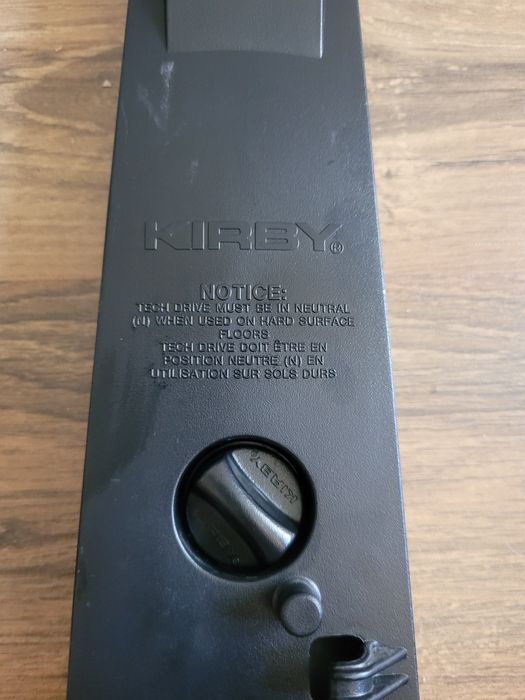 KIRBY®
NOTICE:
TECH DRIVE MUST BE IN NEUTRAL
(N) WHEN USED ON HARD SURFACE
FLOORS
TECH DRIVE DOIT ÊTRE EN
POSITION NEUTRE (N) EN
UTILISATION SUR SOLS DURS
KIRBY